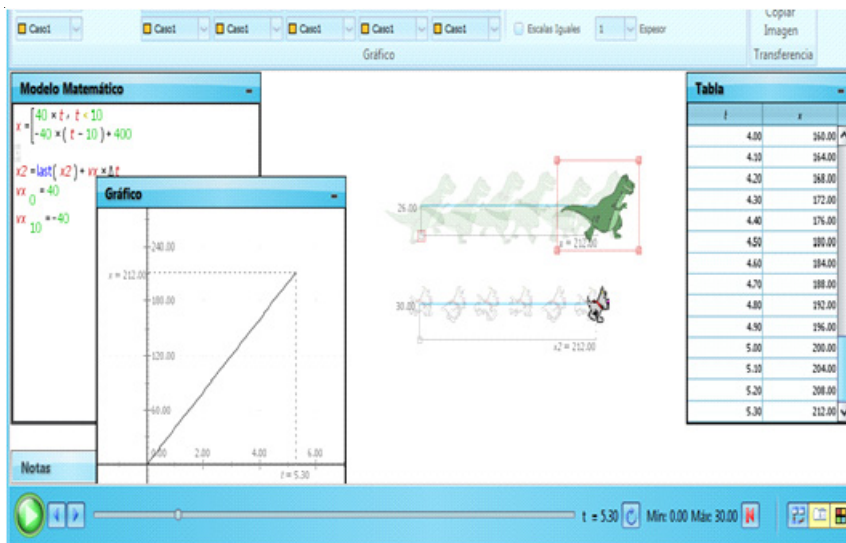 Copiar
Caso1 Caso1 Caso1 Caso1 Caso1 Caso1 Escalas Iguales 1 Espesor Imagen
Gráfico Transferencia
Modelo Matemático -
x = 40 × t, t < 10
-40 × ( t - 10 ) + 400
x2 = last( x2 ) + vx × Δt
vx 0 = 40
vx 10 = -40
Gráfico -
240.00
x = 212.00
180.00
120.00
60.00
0.00 2.00 4.00 6.00
t = 5.30
26.00
x = 212.00
30.00
x2 = 212.00
Tabla -
t x
4.00 160.00
4.10 164.00
4.20 168.00
4.30 172.00
4.40 176.00
4.50 180.00
4.60 184.00
4.70 188.00
4.80 192.00
4.90 196.00
5.00 200.00
5.10 204.00
5.20 208.00
5.30 212.00
Notas
t = 5.30 Min: 0.00 Máx: 30.00